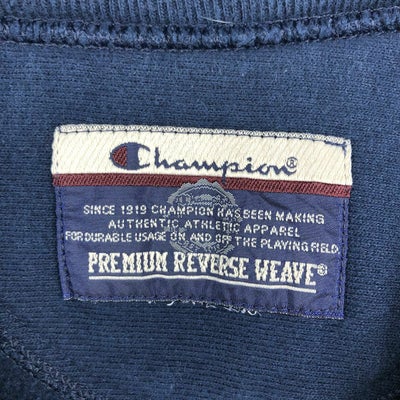 Champion®
SINCE 1919 CHAMPION HAS BEEN MAKING
AUTHENTIC ATHLETIC APPAREL
FOR DURABLE USAGE ON AND OFF THE PLAYING FIELD.
PREMIUM REVERSE WEAVE®